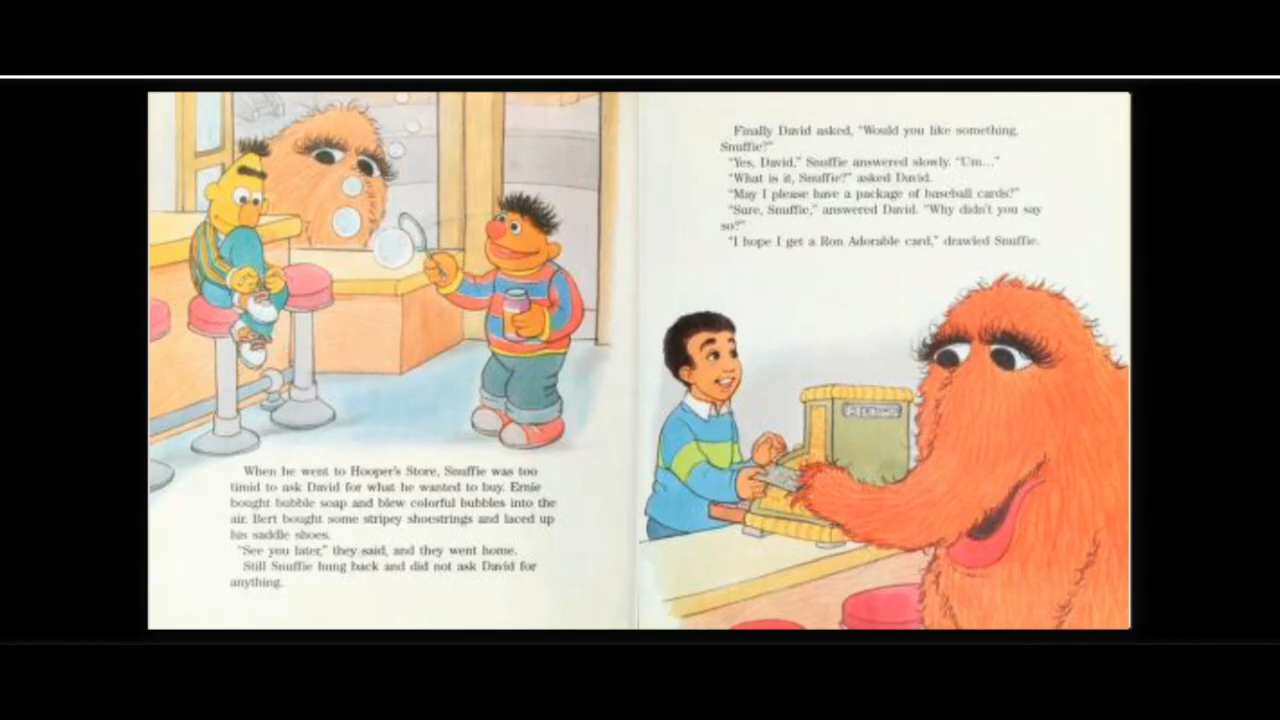 When he went to Hooper's Store, Snuffie was too
timid to ask David for what he wanted to buy. Ernie
bought bubble soap and blew colorful bubbles into the
air. Bert bought some stripey shoestrings and laced up
his saddle shoes.
"See you later," they said, and they went home.
Still Snuffie hung back and did not ask David for
anything.
Finally David asked, "Would you like something,
Snuffie?"
"Yes, David," Snuffie answered slowly. "Um..."
"What is it, Snuffie?" asked David.
"May I please have a package of baseball cards?"
"Sure, Snuffie," answered David. "Why didn't you say
so?"
"I hope I get a Ron Adorable card," drawled Snuffie.